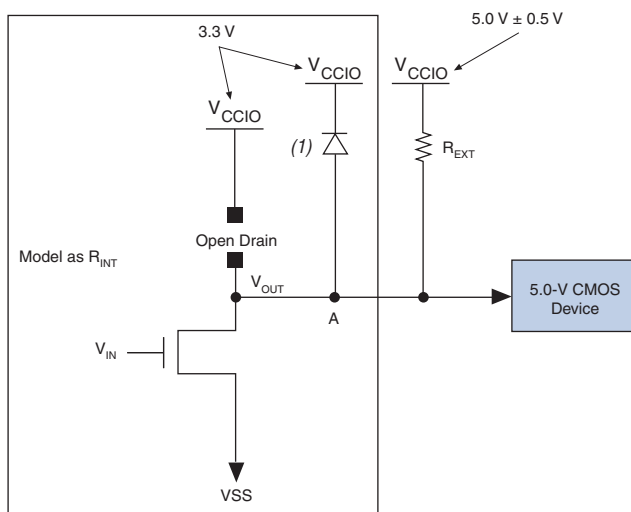 3.3 V
5.0 V ± 0.5 V
VCCIO
VCCIO
VCCIO
(1)
REXT
Open Drain
Model as RINT
VOUT
A
5.0-V CMOS
Device
VIN
VSS